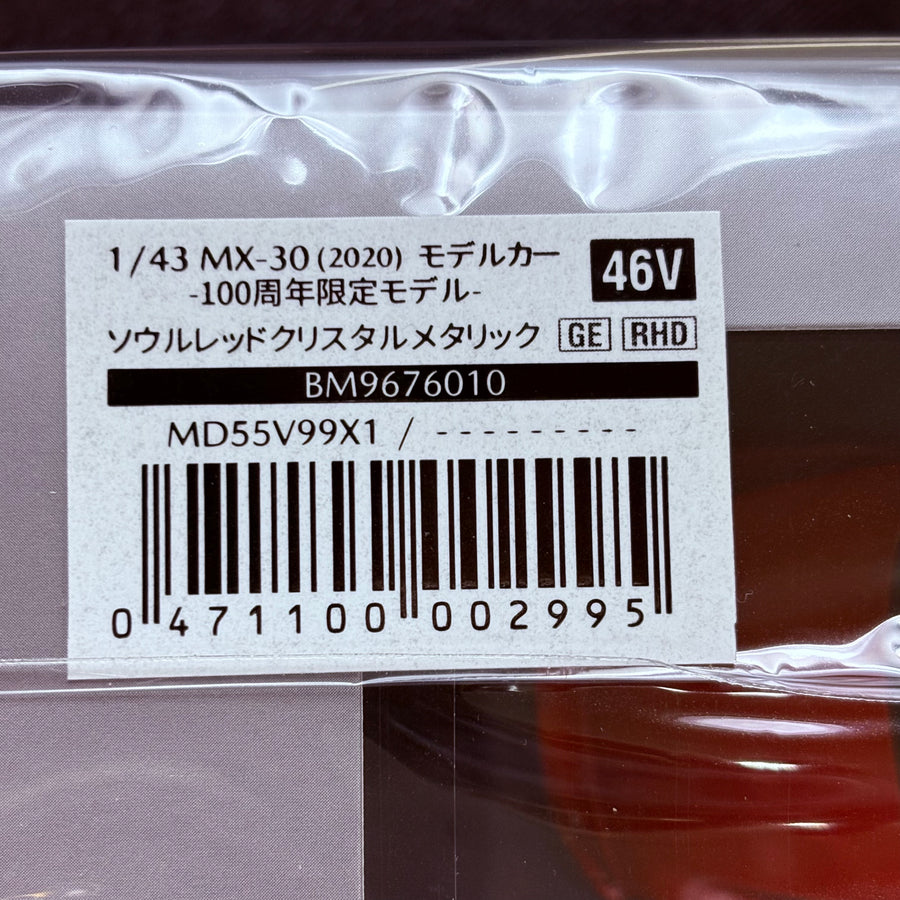 1/43 MX-30 (2020) モデルカー
46V
-100周年限定モデル-
ソウルレッドクリスタルメタリック GE RHD
BM9676010
MD55V99X1 / - - - - - - - - -
0 471100 002995